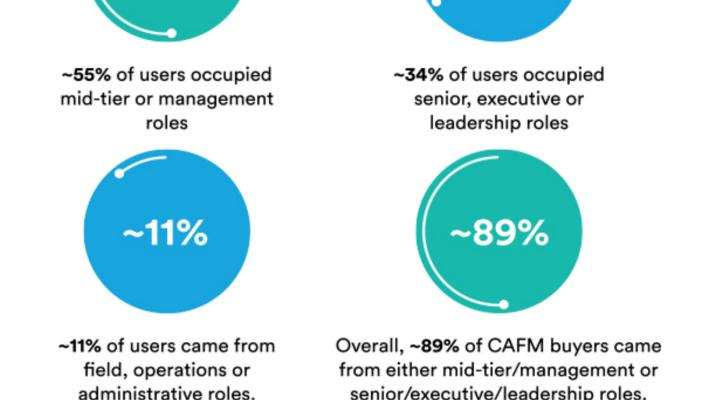 ~55% of users occupied
mid-tier or management
roles
~34% of users occupied
senior, executive or
leadership roles
~11%
~89%
~11% of users came from
field, operations or
administrative roles.
Overall, ~89% of CAFM buyers came
from either mid-tier/management or
senior/executive/leadership roles.